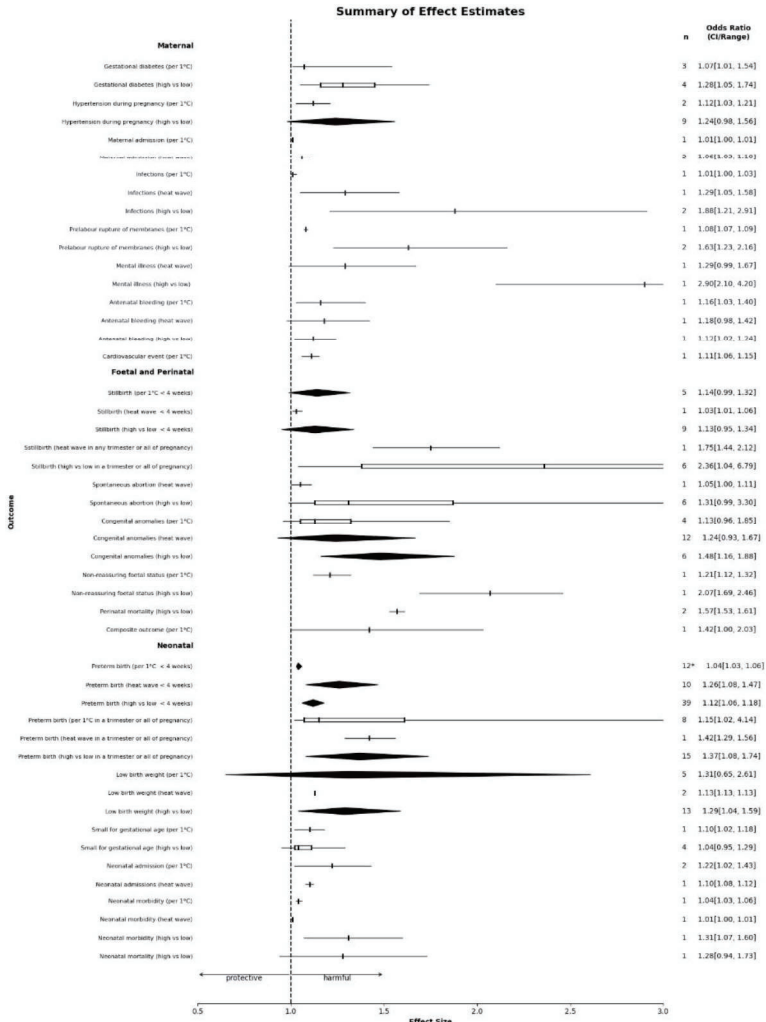 Summary of Effect Estimates
n Odds Ratio (CI/Range)
Maternal
Gestational diabetes (per 1°C) 3 1.07[1.01, 1.54]
Gestational diabetes (high vs low) 4 1.28[1.05, 1.74]
Hypertension during pregnancy (per 1°C) 2 1.12[1.03, 1.21]
Hypertension during pregnancy (high vs low) 9 1.24[0.98, 1.56]
Maternal admission (per 1°C) 1 1.01[1.00, 1.01]
Infections (per 1°C) 1 1.01[1.00, 1.03]
Infections (heat wave) 1 1.29[1.05, 1.58]
Infections (high vs low) 2 1.88[1.21, 2.91]
Prelabour rupture of membranes (per 1°C) 1 1.08[1.07, 1.09]
Prelabour rupture of membranes (high vs low) 2 1.63[1.23, 2.16]
Mental illness (heat wave) 1 1.29[0.99, 1.67]
Mental illness (high vs low) 1 2.90[2.10, 4.20]
Antenatal bleeding (per 1°C) 1 1.16[1.03, 1.40]
Antenatal bleeding (heat wave) 1 1.18[0.98, 1.42]
Antenatal bleeding (high vs low) 1 1.12[1.02, 1.24]
Cardiovascular event (per 1°C) 1 1.11[1.06, 1.15]
Foetal and Perinatal
Stillbirth (per 1°C < 4 weeks) 5 1.14[0.99, 1.32]
Stillbirth (heat wave < 4 weeks) 1 1.03[1.01, 1.06]
Stillbirth (high vs low < 4 weeks) 9 1.13[0.95, 1.34]
Sstillbirth (heat wave in any trimester or all of pregnancy) 1 1.75[1.44, 2.12]
Stillbirth (high vs low in a trimester or all of pregnancy) 6 2.36[1.04, 6.79]
Spontaneous abortion (heat wave) 1 1.05[1.00, 1.11]
Spontaneous abortion (high vs low) 6 1.31[0.99, 3.30]
Congenital anomalies (per 1°C) 4 1.13[0.96, 1.85]
Congenital anomalies (heat wave) 12 1.24[0.93, 1.67]
Congenital anomalies (high vs low) 6 1.48[1.16, 1.88]
Non-reassuring foetal status (per 1°C) 1 1.21[1.12, 1.32]
Non-reassuring foetal status (high vs low) 1 2.07[1.69, 2.46]
Perinatal mortality (high vs low) 2 1.57[1.53, 1.61]
Composite outcome (per 1°C) 1 1.42[1.00, 2.03]
Neonatal
Preterm birth (per 1°C < 4 weeks) 12* 1.04[1.03, 1.06]
Preterm birth (heat wave < 4 weeks) 10 1.26[1.08, 1.47]
Preterm birth (high vs low < 4 weeks) 39 1.12[1.06, 1.18]
Preterm birth (per 1°C in a trimester or all of pregnancy) 8 1.15[1.02, 4.14]
Preterm birth (heat wave in a trimester or all of pregnancy) 1 1.42[1.29, 1.56]
Preterm birth (high vs low in a trimester or all of pregnancy) 15 1.37[1.08, 1.74]
Low birth weight (per 1°C) 5 1.31[0.65, 2.61]
Low birth weight (heat wave) 2 1.13[1.13, 1.13]
Low birth weight (high vs low) 13 1.29[1.04, 1.59]
Small for gestational age (per 1°C) 1 1.10[1.02, 1.18]
Small for gestational age (high vs low) 4 1.04[0.95, 1.29]
Neonatal admission (per 1°C) 2 1.22[1.02, 1.43]
Neonatal admissions (heat wave) 1 1.10[1.08, 1.12]
Neonatal morbidity (per 1°C) 1 1.04[1.03, 1.06]
Neonatal morbidity (heat wave) 1 1.01[1.00, 1.01]
Neonatal morbidity (high vs low) 1 1.31[1.07, 1.60]
Neonatal mortality (high vs low) 1 1.28[0.94, 1.73]
protective harmful
0.5 1.0 1.5 2.0 2.5 3.0
Effect Size
Outcome